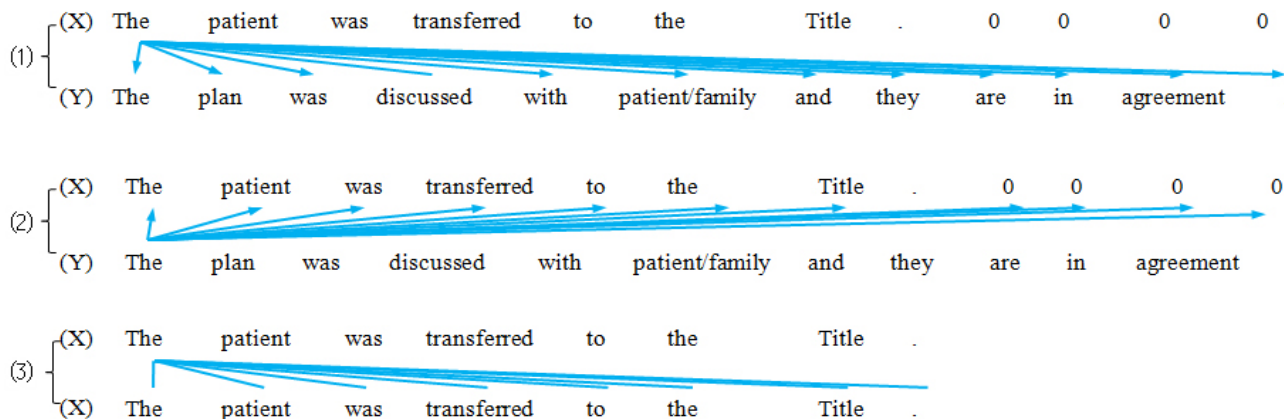 (X) The patient was transferred to the Title . 0 0 0 0
(1)
(Y) The plan was discussed with patient/family and they are in agreement
(X) The patient was transferred to the Title . 0 0 0 0
(2)
(Y) The plan was discussed with patient/family and they are in agreement
(X) The patient was transferred to the Title .
(3)
(X) The patient was transferred to the Title .